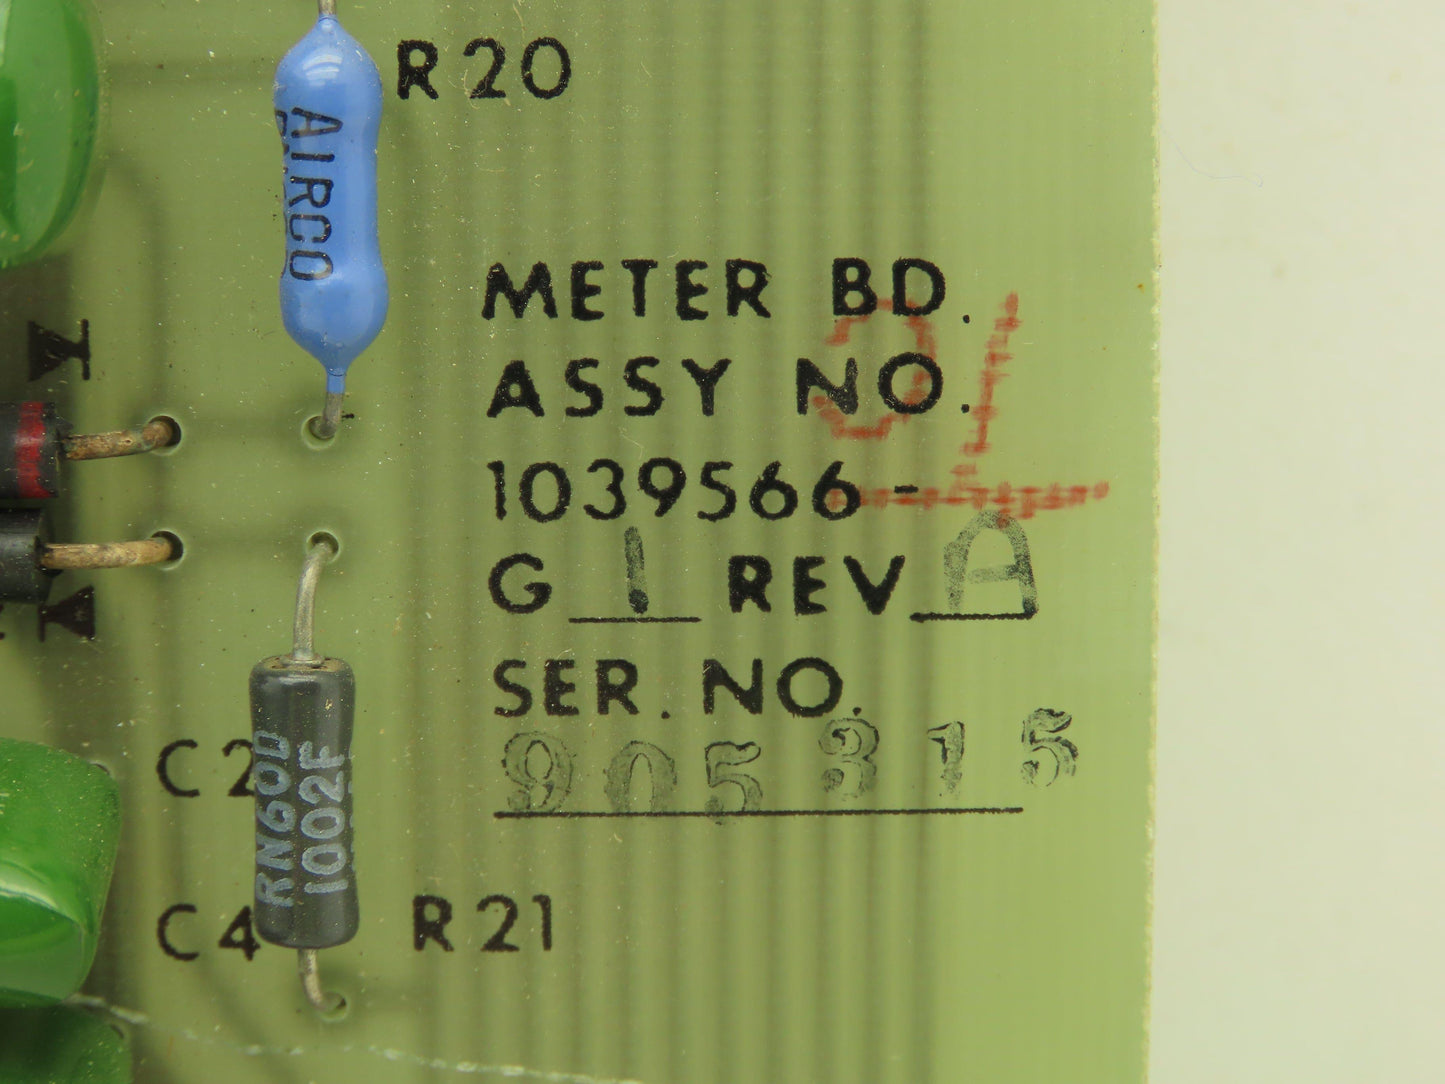 R20
AIRCO
METER BD.
ASSY NO.
1039566-
G 1 REV A
SER. NO.
905315
C2
RN60D
1002F
C4
R21